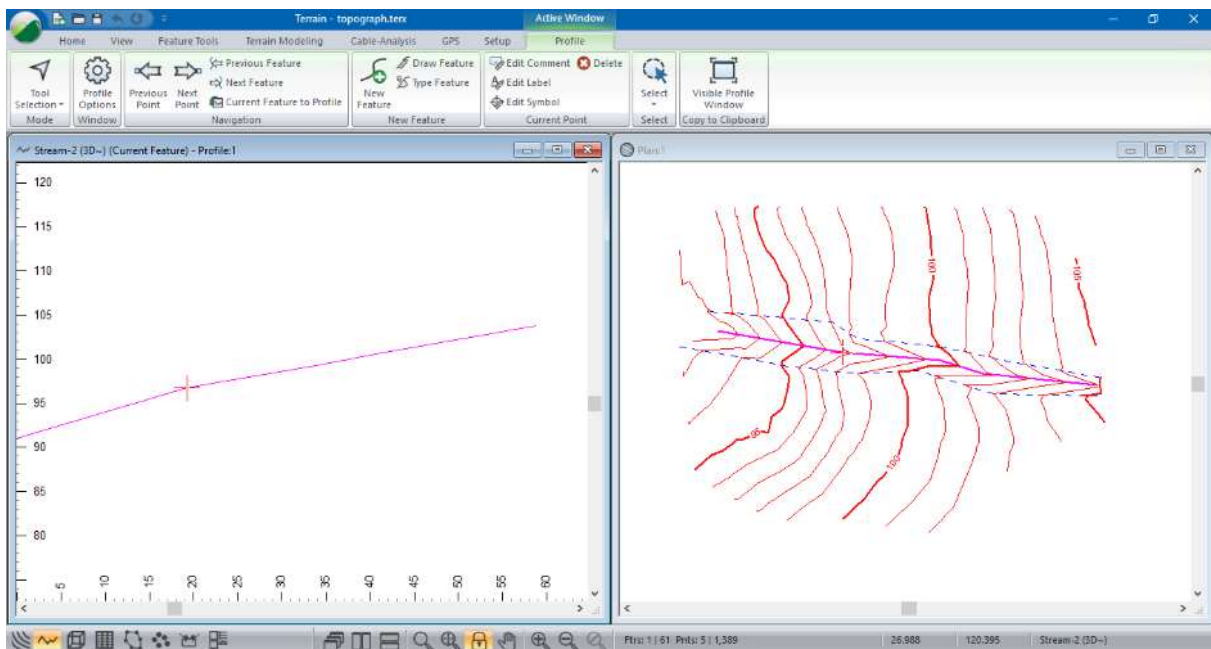 Terrain - topograph.terx
Active Window
Home View Feature Tools Terrain Modeling Cable-Analysis GPS Setup Profile
Tool Selection
Mode
Profile Options
Window
Previous Point
Next Point
Previous Feature
Next Feature
Current Feature to Profile
Navigation
New Feature
Draw Feature
Type Feature
New Feature
Edit Comment
Delete
Edit Label
Edit Symbol
Current Point
Select
Select
Visible Profile Window
Copy to Clipboard
Stream-2 (3D~) (Current Feature) - Profile:1
120
115
110
105
100
95
90
85
80
5 10 15 20 25 30 35 40 45 50 55 60
Plan:1
100
105
95
100
Ptrs: 1 | 61 Pnts: 5 | 1,389
26.988
120.395
Stream-2 (3D~)